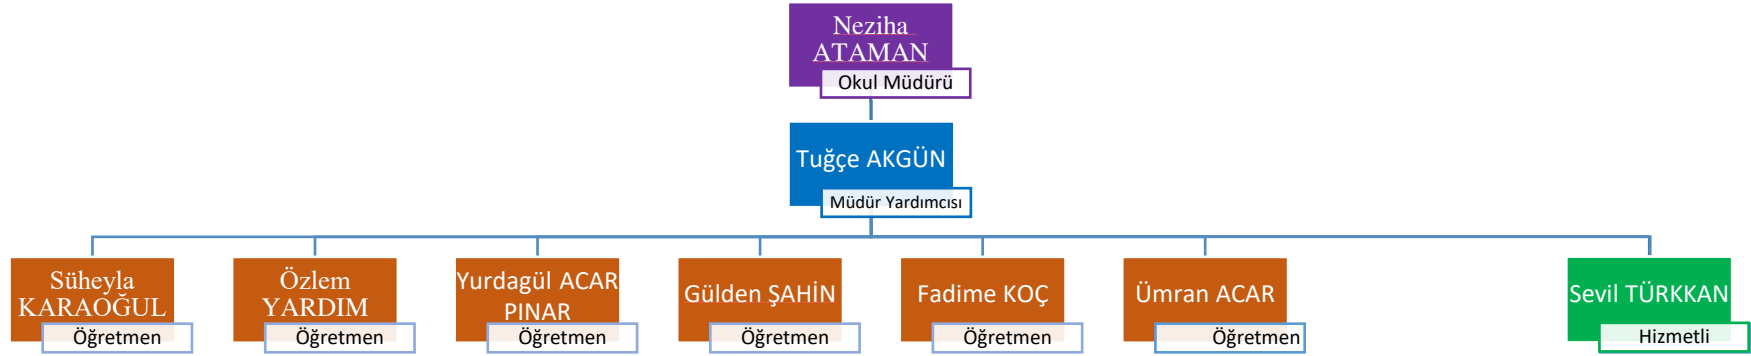 Neziha
ATAMAN
Okul Müdürü
Tuğçe AKGÜN
Müdür Yardımcısı
Süheyla
KARAOĞUL
Öğretmen
Özlem
YARDIM
Öğretmen
Yurdagül ACAR
PINAR
Öğretmen
Gülden ŞAHİN
Öğretmen
Fadime KOÇ
Öğretmen
Ümran ACAR
Öğretmen
Sevil TÜRKKAN
Hizmetli